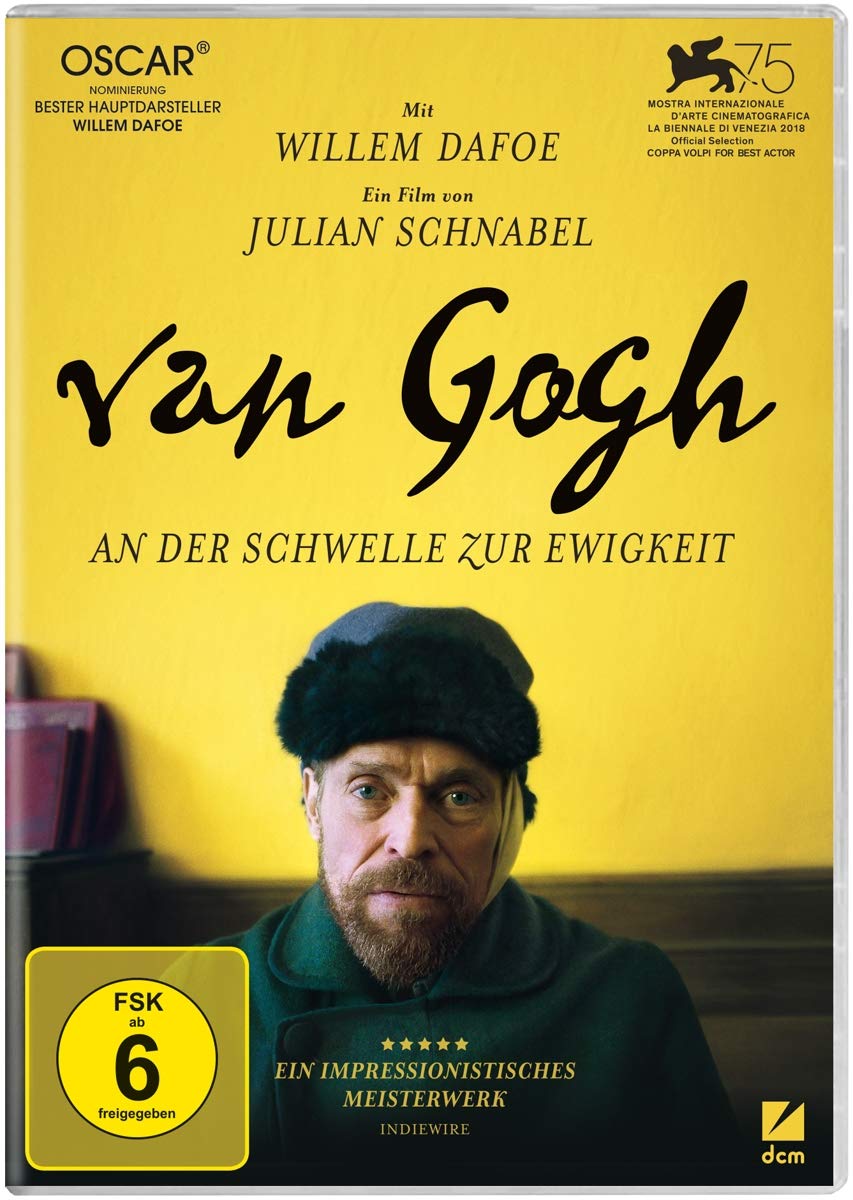 OSCAR®
NOMINIERUNG
BESTER HAUPTDARSTELLER
WILLEM DAFOE
75
MOSTRA INTERNAZIONALE
D'ARTE CINEMATOGRAFICA
LA BIENNALE DI VENEZIA 2018
Official Selection
COPPA VOLPI FOR BEST ACTOR
Mit
WILLEM DAFOE
Ein Film von
JULIAN SCHNABEL
van Gogh
AN DER SCHWELLE ZUR EWIGKEIT
FSK
ab
6
freigegeben
EIN IMPRESSIONISTISCHES
MEISTERWERK
INDIEWIRE
dcm